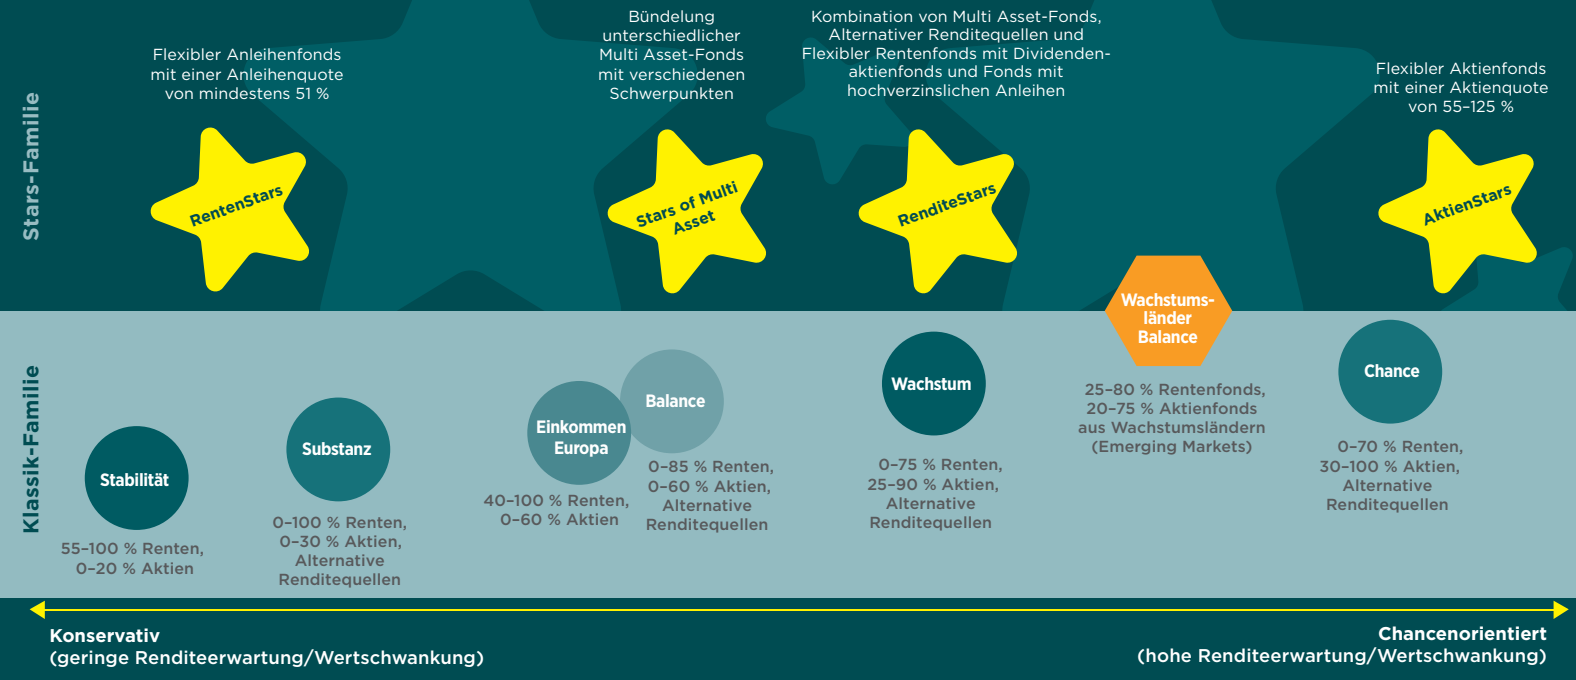 Stars-Familie
Flexibler Anleihenfonds
mit einer Anleihenquote
von mindestens 51 %
RentenStars
Bündelung
unterschiedlicher
Multi Asset-Fonds
mit verschiedenen
Schwerpunkten
Stars of Multi
Asset
Kombination von Multi Asset-Fonds,
Alternativer Renditequellen und
Flexibler Rentenfonds mit Dividenden-
aktienfonds und Fonds mit
hochverzinslichen Anleihen
RenditeStars
Flexibler Aktienfonds
mit einer Aktienquote
von 55–125 %
AktienStars
Klassik-Familie
Stabilität
55–100 % Renten,
0–20 % Aktien
Substanz
0–100 % Renten,
0–30 % Aktien,
Alternative
Renditequellen
Einkommen
Europa
40–100 % Renten,
0–60 % Aktien
Balance
0–85 % Renten,
0–60 % Aktien,
Alternative
Renditequellen
Wachstum
0–75 % Renten,
25–90 % Aktien,
Alternative
Renditequellen
Wachstums-
länder
Balance
25–80 % Rentenfonds,
20–75 % Aktienfonds
aus Wachstumsländern
(Emerging Markets)
Chance
0–70 % Renten,
30–100 % Aktien,
Alternative
Renditequellen
Konservativ
(geringe Renditeerwartung/Wertschwankung)
Chancenorientiert
(hohe Renditeerwartung/Wertschwankung)